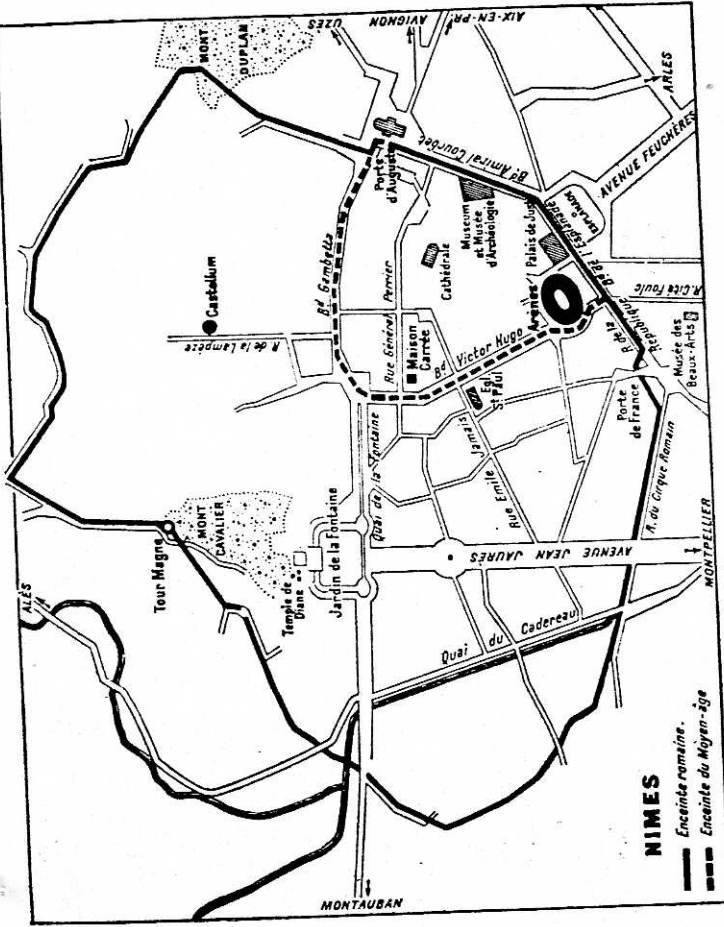 MONT
DUPLAN
UZES
AVIGNON
AIX-EN-PR
ARLES
AVENUE FEUCHÈRES
Porte
d'Auguste
Bd Amiral Courbet
Bd Gambetta
Castellum
R. de la Lampèze
Rue Général Perrier
Maison
Carrée
Cathédrale
Museum
et Musée
d'Archéologie
Palais de Just
ESPLANADE
Bd de l'Esplanade
Arènes
Bd Victor Hugo
Egl.
St Paul
R. de la
République
R. Cité Foulc
Musée des
Beaux-Arts
Porte
de France
R. du Cirque Romain
Rue Emile Jamais
Quai de la Fontaine
Jardin de la Fontaine
Temple de
Diane
MONT
CAVALIER
Tour Magne
ALÈS
AVENUE JEAN JAURES
MONTPELLIER
Quai du Cadereau
MONTAUBAN
NIMES
Enceinte romaine.
Enceinte du Moyen-âge